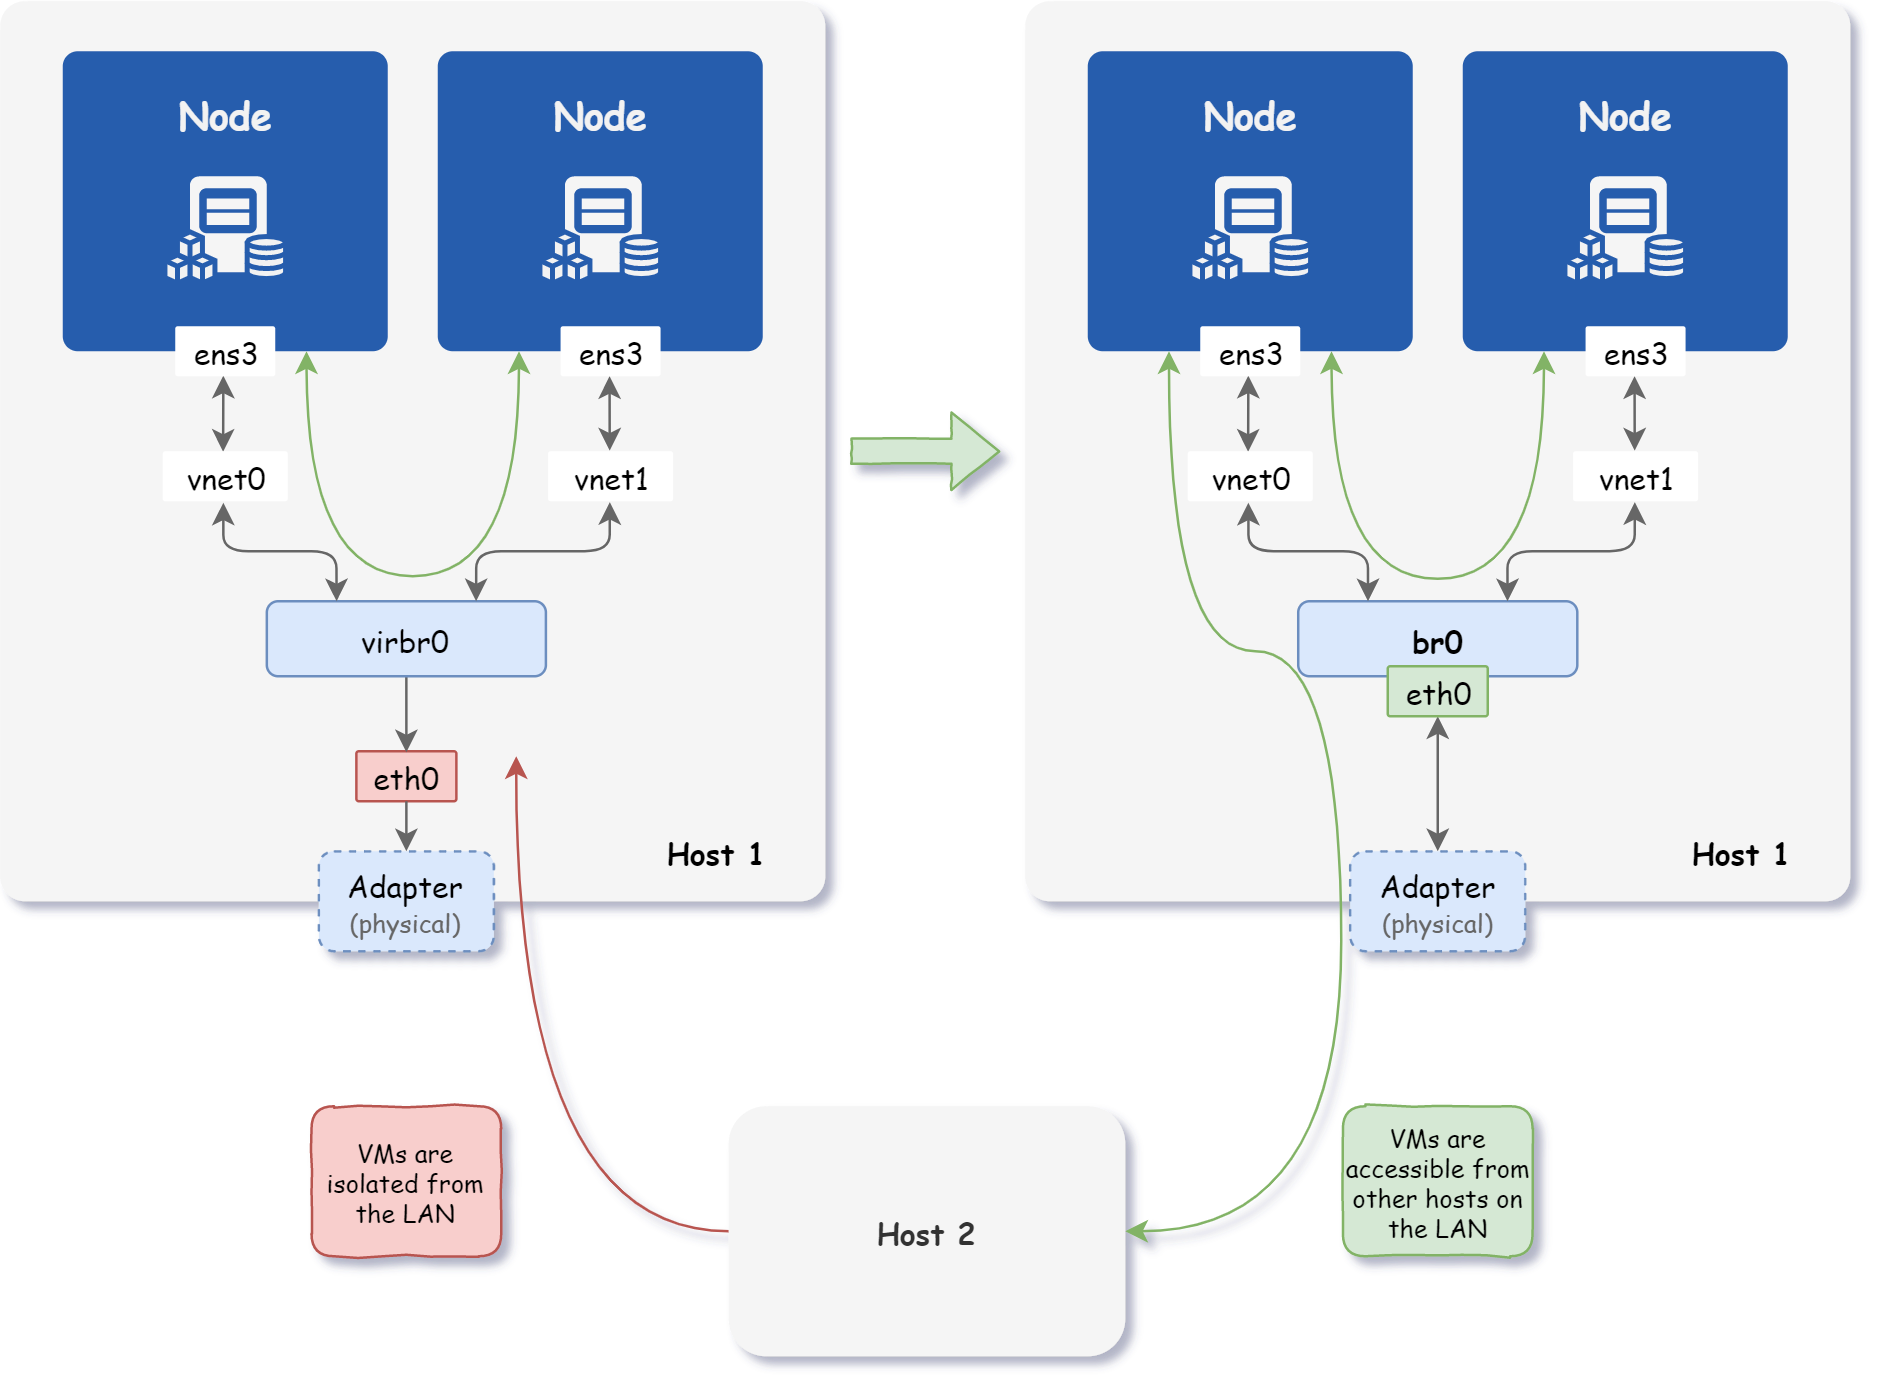 Node
Node
ens3
ens3
vnet0
vnet1
virbr0
eth0
Host 1
Adapter
(physical)
Node
Node
ens3
ens3
vnet0
vnet1
br0
eth0
Host 1
Adapter
(physical)
VMs are
isolated from
the LAN
Host 2
VMs are
accessible from
other hosts on
the LAN